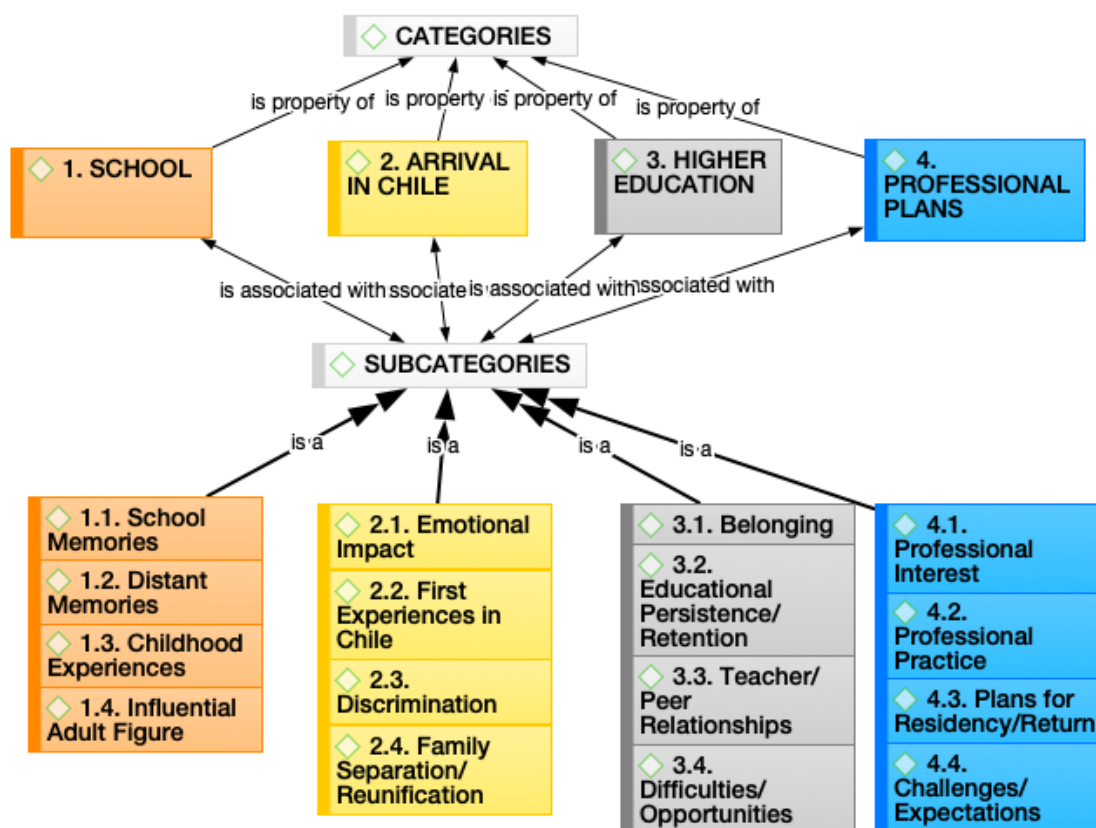 CATEGORIES
is property of
is property
is property of
is property of
1. SCHOOL
2. ARRIVAL
IN CHILE
3. HIGHER
EDUCATION
4.
PROFESSIONAL
PLANS
is associated with
ssociate
is associated with
associated with
SUBCATEGORIES
is a
is a
is a
is a
1.1. School
Memories
1.2. Distant
Memories
1.3. Childhood
Experiences
1.4. Influential
Adult Figure
2.1. Emotional
Impact
2.2. First
Experiences in
Chile
2.3.
Discrimination
2.4. Family
Separation/
Reunification
3.1. Belonging
3.2.
Educational
Persistence/
Retention
3.3. Teacher/
Peer
Relationships
3.4.
Difficulties/
Opportunities
4.1.
Professional
Interest
4.2.
Professional
Practice
4.3. Plans for
Residency/Return
4.4.
Challenges/
Expectations